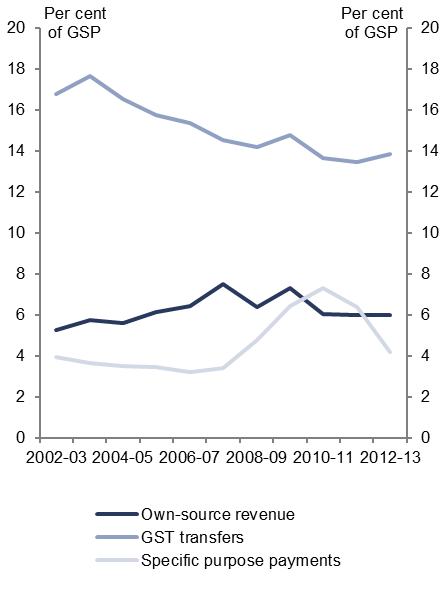 Per cent of GSP
Per cent of GSP
20 20
18 18
16 16
14 14
12 12
10 10
8 8
6 6
4 4
2 2
0 0
2002-03 2004-05 2006-07 2008-09 2010-11 2012-13
Own-source revenue
GST transfers
Specific purpose payments